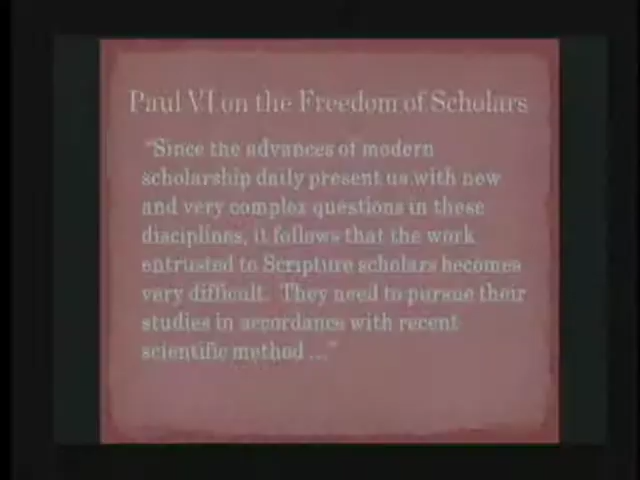 Paul VI on the Freedom of Scholars
"Since the advances of modern
scholarship daily present us with new
and very complex questions in these
disciplines, it follows that the work
entrusted to Scripture scholars becomes
very difficult. They need to pursue their
studies in accordance with recent
scientific method ..."